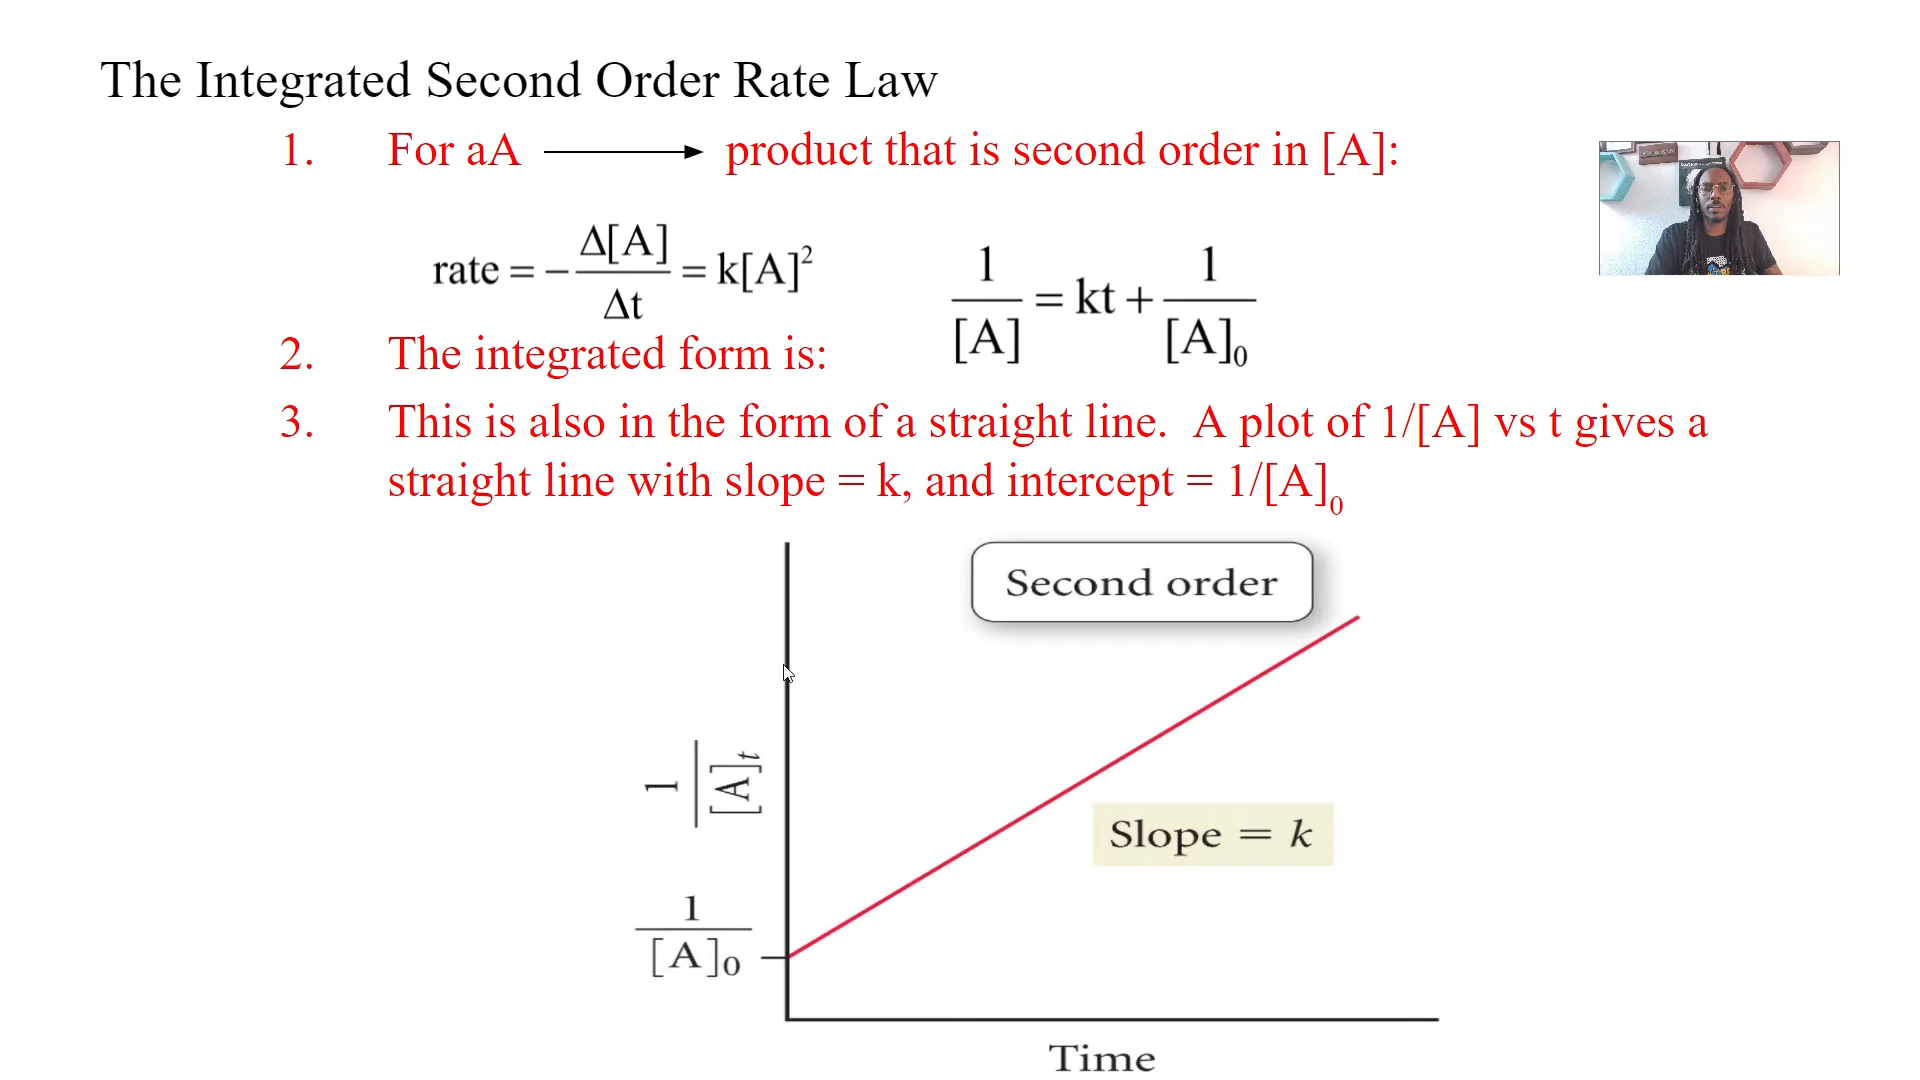 The Integrated Second Order Rate Law
1. For aA ⟶ product that is second order in [A]:
rate = − Δ[A]/Δt = k[A]²
1/[A] = kt + 1/[A]₀
2. The integrated form is:
3. This is also in the form of a straight line. A plot of 1/[A] vs t gives a
straight line with slope = k, and intercept = 1/[A]₀
Second order
1/[A]ₜ
Slope = k
1/[A]₀
Time